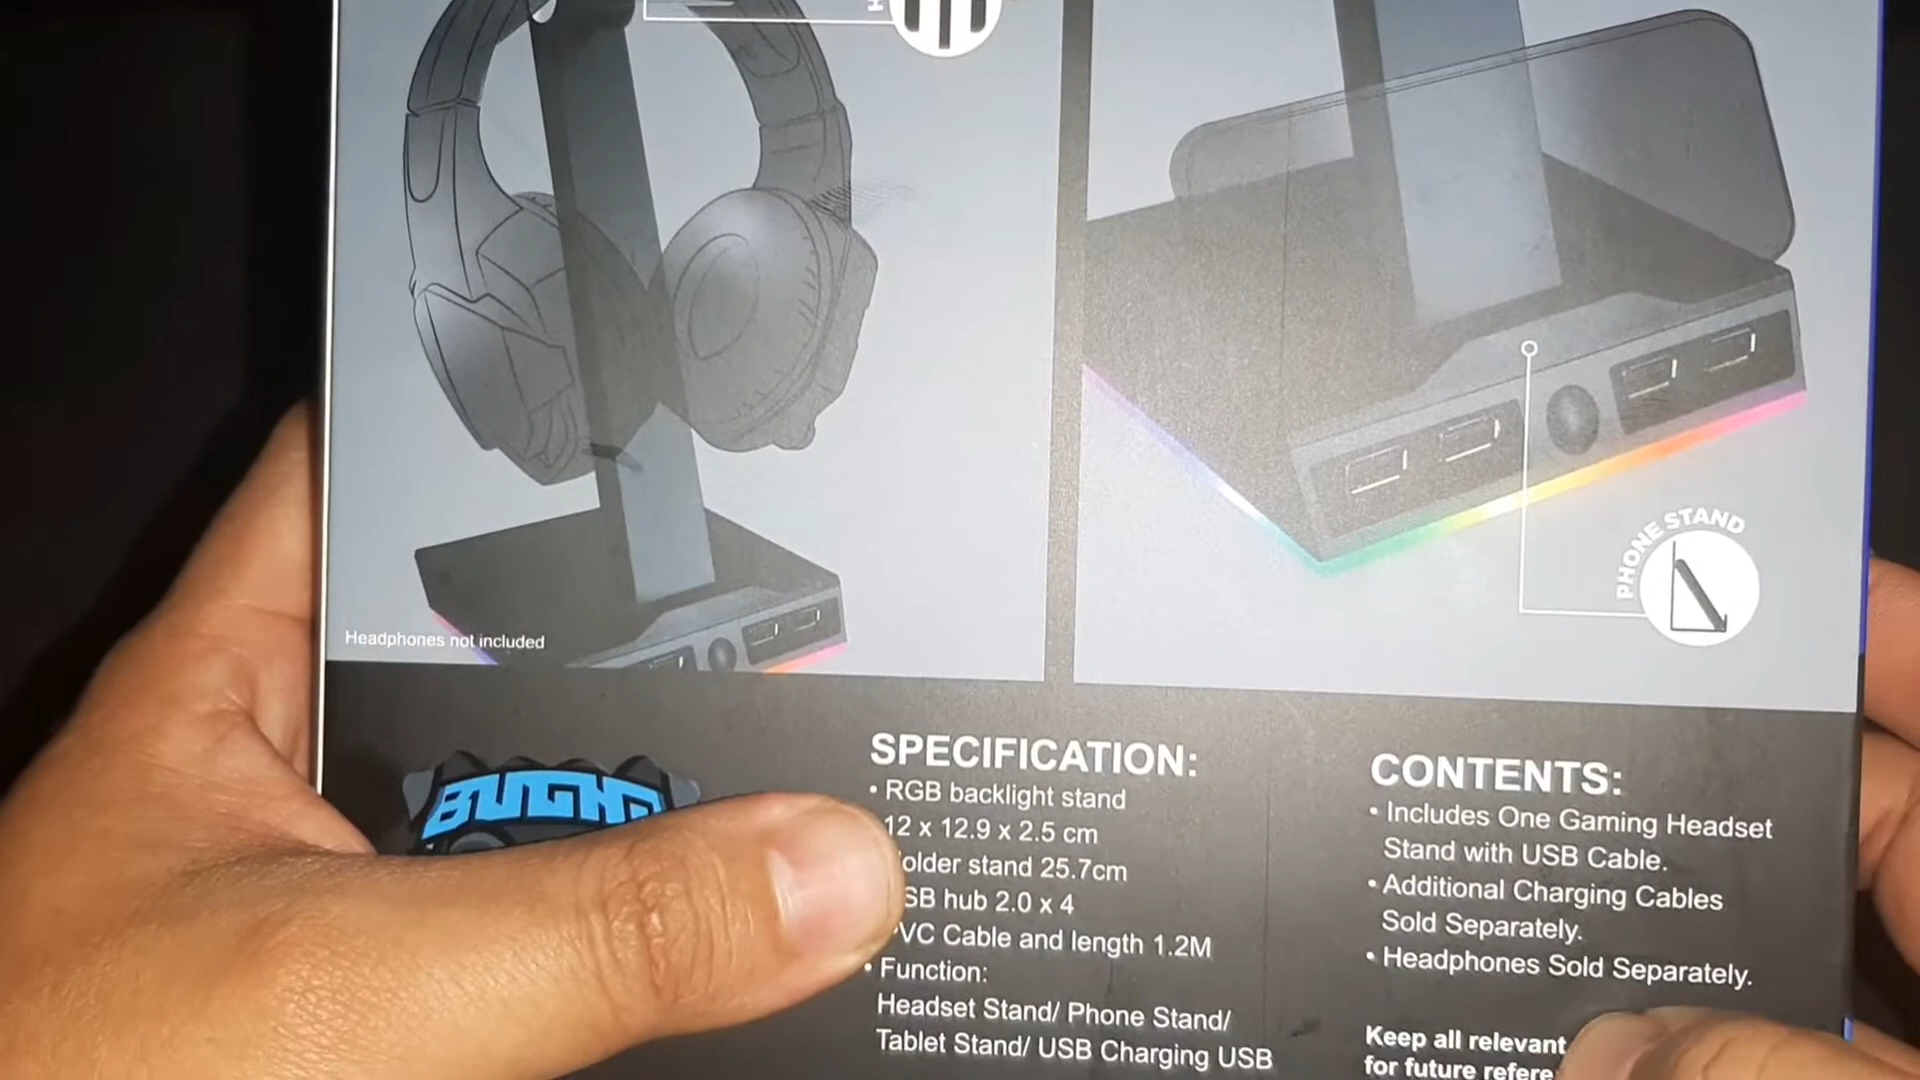 Headphones not included
PHONE STAND
SPECIFICATION:
• RGB backlight stand
12 x 12.9 x 2.5 cm
older stand 25.7cm
SB hub 2.0 x 4
VC Cable and length 1.2M
• Function:
Headset Stand/ Phone Stand/
Tablet Stand/ USB Charging USB
CONTENTS:
• Includes One Gaming Headset
Stand with USB Cable.
• Additional Charging Cables
Sold Separately.
• Headphones Sold Separately.
Keep all relevant
for future refere